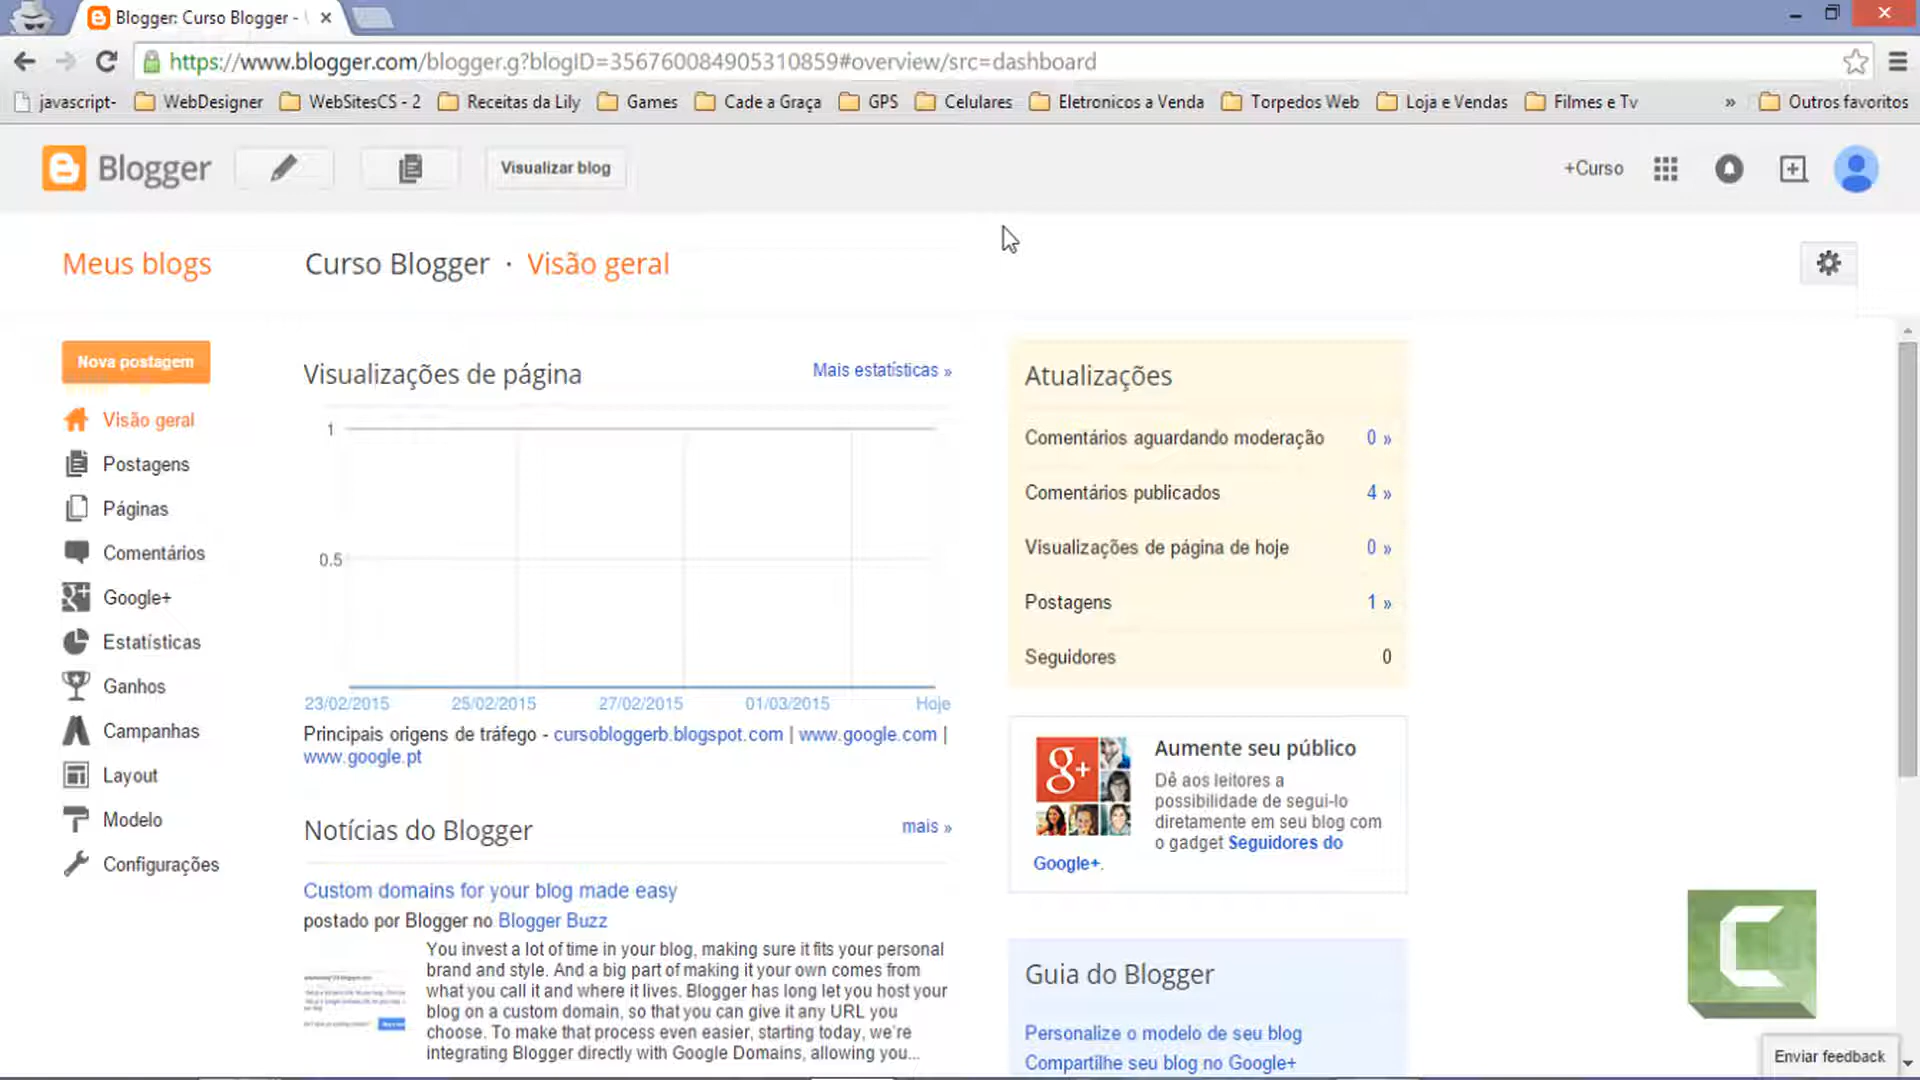 Blogger: Curso Blogger -
https://www.blogger.com/blogger.g?blogID=3567600849053108​59#overview/src=dashboard
javascript-
WebDesigner
WebSitesCS - 2
Receitas da Lily
Games
Cade a Graça
GPS
Celulares
Eletronicos a Venda
Torpedos Web
Loja e Vendas
Filmes e Tv
»
Outros favoritos
Blogger
Visualizar blog
+Curso
Meus blogs
Curso Blogger · Visão geral
Nova postagem
Visão geral
Postagens
Páginas
Comentários
Google+
Estatísticas
Ganhos
Campanhas
Layout
Modelo
Configurações
Visualizações de página
Mais estatísticas »
1
0.5
23/02/2015
25/02/2015
27/02/2015
01/03/2015
Hoje
Principais origens de tráfego - cursobloggerb.blogspot.com | www.google.com |
www.google.pt
Notícias do Blogger
mais »
Custom domains for your blog made easy
postado por Blogger no Blogger Buzz
You invest a lot of time in your blog, making sure it fits your personal
brand and style. And a big part of making it your own comes from
what you call it and where it lives. Blogger has long let you host your
blog on a custom domain, so that you can give it any URL you
choose. To make that process even easier, starting today, we're
integrating Blogger directly with Google Domains, allowing you...
Atualizações
Comentários aguardando moderação 0 »
Comentários publicados 4 »
Visualizações de página de hoje 0 »
Postagens 1 »
Seguidores 0
g+
Aumente seu público
Dê aos leitores a
possibilidade de segui-lo
diretamente em seu blog com
o gadget Seguidores do
Google+.
Guia do Blogger
Personalize o modelo de seu blog
Compartilhe seu blog no Google+
C
Enviar feedback